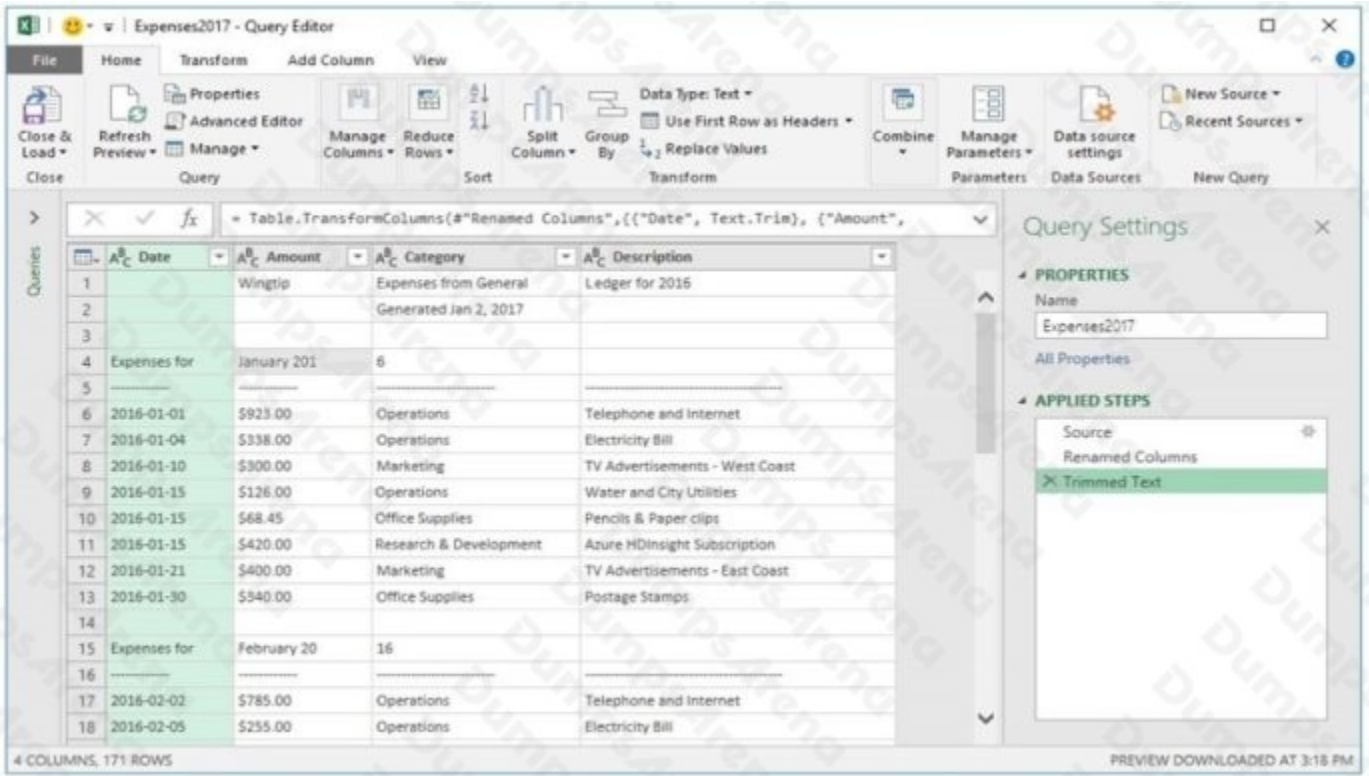 Expenses2017 - Query Editor
File Home Transform Add Column View
Close & Load
Close
Refresh Preview
Properties
Advanced Editor
Manage
Query
Manage Columns
Reduce Rows
Sort
Split Column
Group By
Data Type: Text
Use First Row as Headers
Replace Values
Transform
Combine
Manage Parameters
Parameters
Data source settings
Data Sources
New Source
Recent Sources
New Query
Queries
fx = Table.TransformColumns(#"Renamed Columns",{{"Date", Text.Trim}, {"Amount",
Date Amount Category Description
1 Wingtip Expenses from General Ledger for 2016
2 Generated Jan 2, 2017
3
4 Expenses for January 201 6
5 ------------- ------------- ------------- -------------
6 2016-01-01 $923.00 Operations Telephone and Internet
7 2016-01-04 $338.00 Operations Electricity Bill
8 2016-01-10 $300.00 Marketing TV Advertisements - West Coast
9 2016-01-15 $126.00 Operations Water and City Utilities
10 2016-01-15 $68.45 Office Supplies Pencils & Paper clips
11 2016-01-15 $420.00 Research & Development Azure HDInsight Subscription
12 2016-01-21 $400.00 Marketing TV Advertisements - East Coast
13 2016-01-30 $340.00 Office Supplies Postage Stamps
14
15 Expenses for February 20 16
16 ------------- ------------- ------------- -------------
17 2016-02-02 $785.00 Operations Telephone and Internet
18 2016-02-05 $255.00 Operations Electricity Bill
Query Settings
PROPERTIES
Name
Expenses2017
All Properties
APPLIED STEPS
Source
Renamed Columns
Trimmed Text
4 COLUMNS, 171 ROWS
PREVIEW DOWNLOADED AT 3:18 PM
DumpsArena